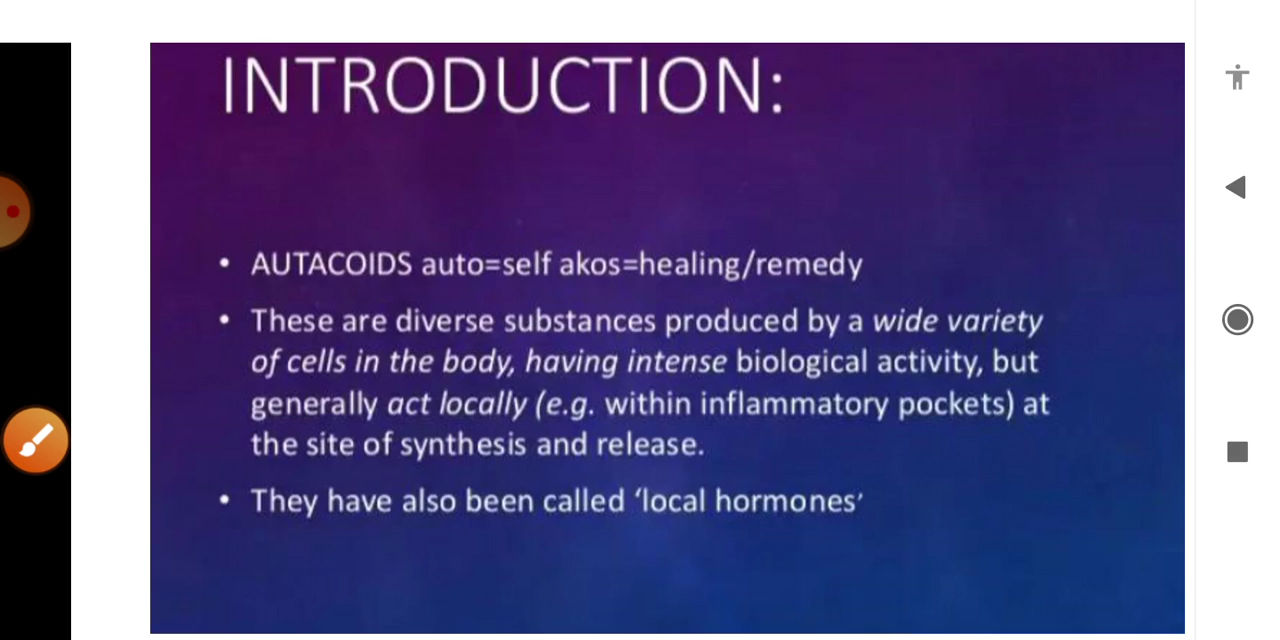 INTRODUCTION:
• AUTACOIDS auto=self akos=healing/remedy
• These are diverse substances produced by a wide variety
of cells in the body, having intense biological activity, but
generally act locally (e.g. within inflammatory pockets) at
the site of synthesis and release.
• They have also been called ‘local hormones’